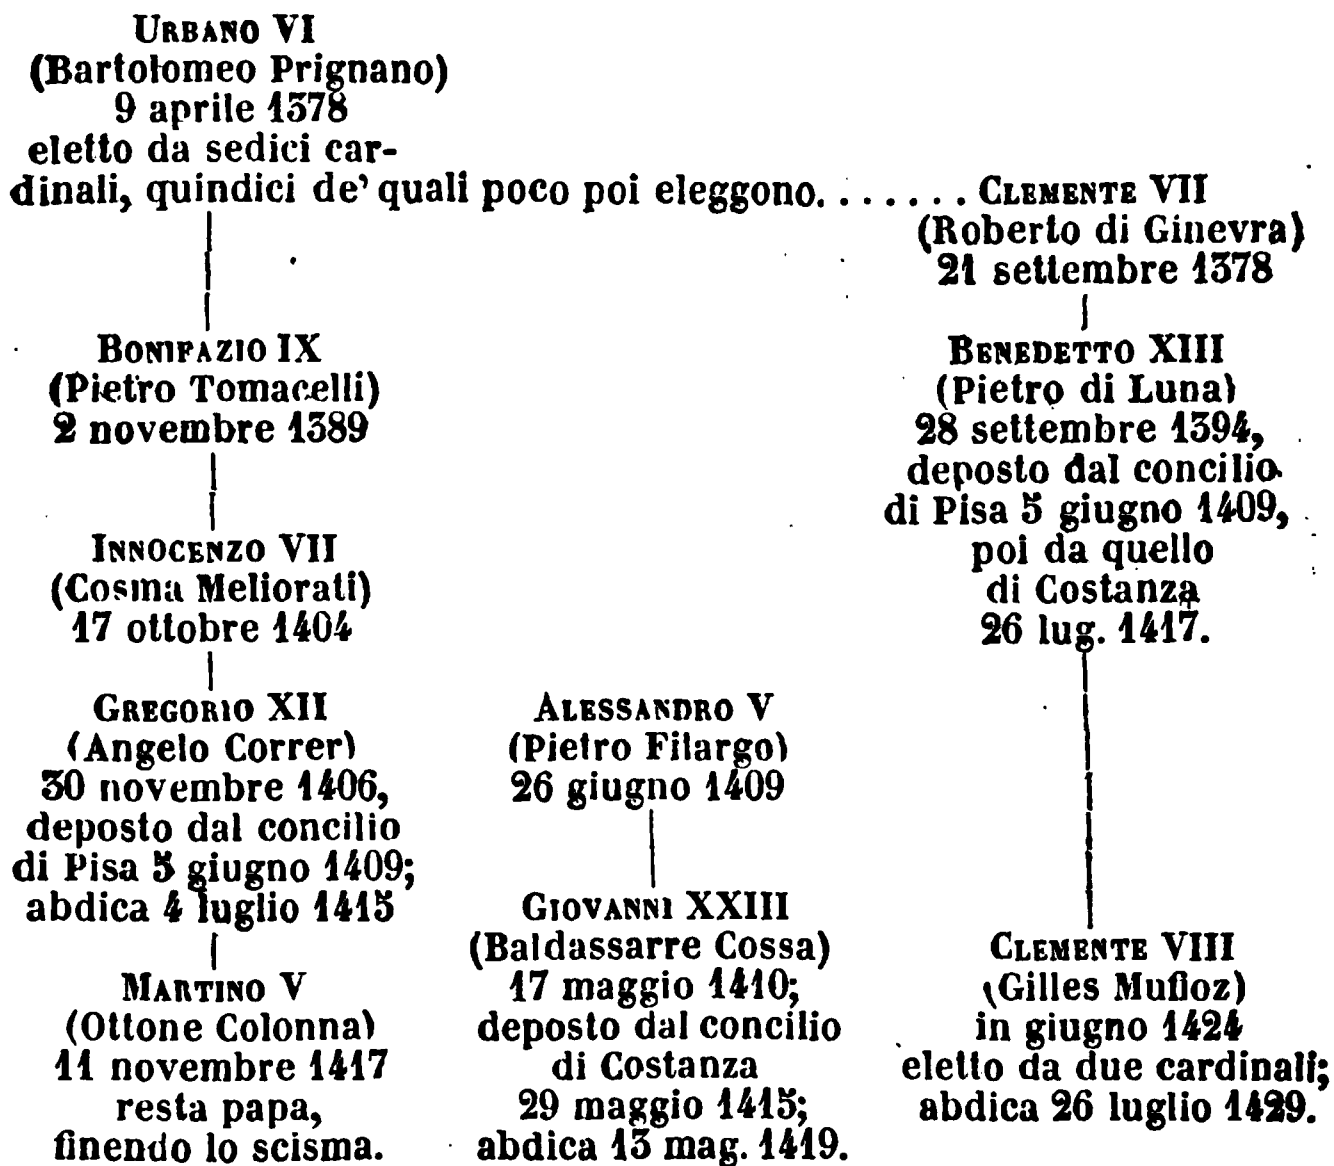 URBANO VI
(Bartolomeo Prignano)
9 aprile 1378
eletto da sedici car-
dinali, quindici de' quali poco poi eleggono. . . . . . . CLEMENTE VII
(Roberto di Ginevra)
21 settembre 1378
BONIFAZIO IX
(Pietro Tomacelli)
2 novembre 1389
INNOCENZO VII
(Cosma Meliorati)
17 ottobre 1404
GREGORIO XII
(Angelo Correr)
30 novembre 1406,
deposto dal concilio
di Pisa 5 giugno 1409;
abdica 4 luglio 1415
MARTINO V
(Ottone Colonna)
11 novembre 1417
resta papa,
finendo lo scisma.
ALESSANDRO V
(Pietro Filargo)
26 giugno 1409
GIOVANNI XXIII
(Baldassarre Cossa)
17 maggio 1410;
deposto dal concilio
di Costanza
29 maggio 1415;
abdica 13 mag. 1419.
BENEDETTO XIII
(Pietro di Luna)
28 settembre 1394,
deposto dal concilio
di Pisa 5 giugno 1409,
poi da quello
di Costanza
26 lug. 1417.
CLEMENTE VIII
(Gilles Muñoz)
in giugno 1424
eletto da due cardinali;
abdica 26 luglio 1429.